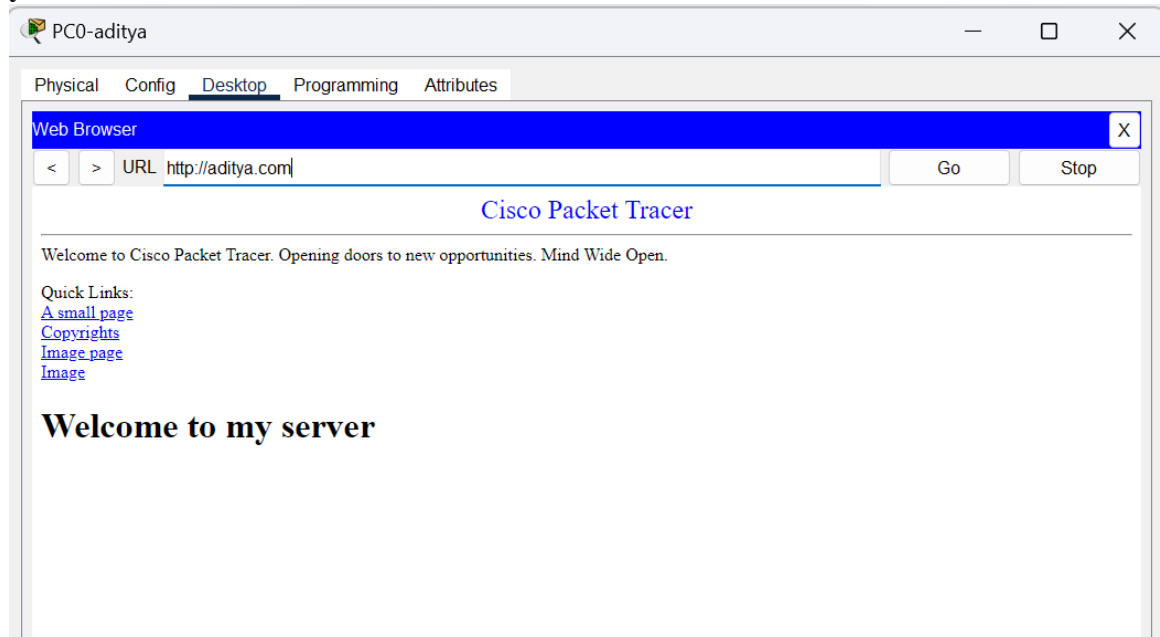 PC0-aditya
Physical Config Desktop Programming Attributes
Web Browser X
< > URL http://aditya.com Go Stop
Cisco Packet Tracer
Welcome to Cisco Packet Tracer. Opening doors to new opportunities. Mind Wide Open.
Quick Links:
A small page
Copyrights
Image page
Image
Welcome to my server